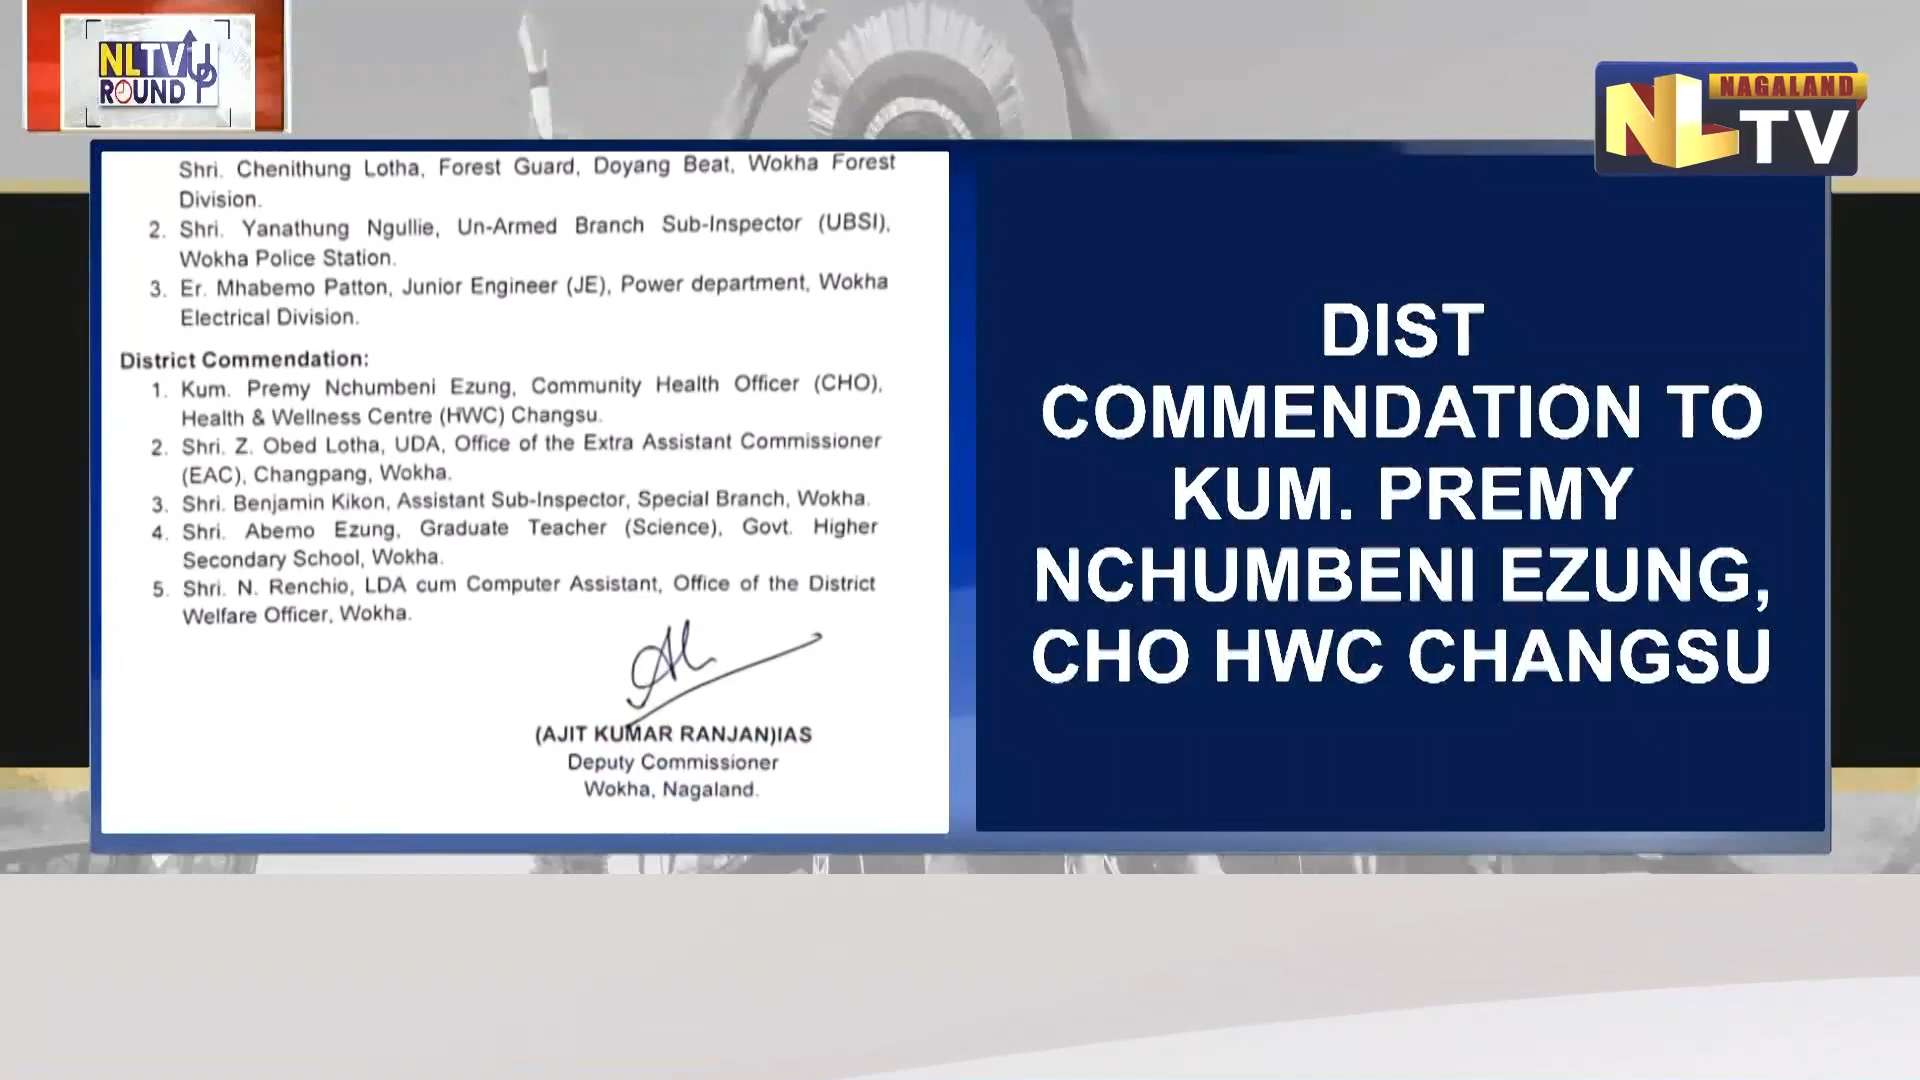 NLTV UP
ROUND
NAGALAND
NLTV
Shri. Chenithung Lotha, Forest Guard, Doyang Beat, Wokha Forest
Division.
2. Shri. Yanathung Ngullie, Un-Armed Branch Sub-Inspector (UBSI),
Wokha Police Station.
3. Er. Mhabemo Patton, Junior Engineer (JE), Power department, Wokha
Electrical Division.
District Commendation:
1. Kum. Premy Nchumbeni Ezung, Community Health Officer (CHO),
Health & Wellness Centre (HWC) Changsu.
2. Shri. Z. Obed Lotha, UDA, Office of the Extra Assistant Commissioner
(EAC), Changpang, Wokha.
3. Shri. Benjamin Kikon, Assistant Sub-Inspector, Special Branch, Wokha.
4. Shri. Abemo Ezung, Graduate Teacher (Science), Govt. Higher
Secondary School, Wokha.
5. Shri. N. Renchio, LDA cum Computer Assistant, Office of the District
Welfare Officer, Wokha.
(AJIT KUMAR RANJAN)IAS
Deputy Commissioner
Wokha, Nagaland.
DIST
COMMENDATION TO
KUM. PREMY
NCHUMBENI EZUNG,
CHO HWC CHANGSU